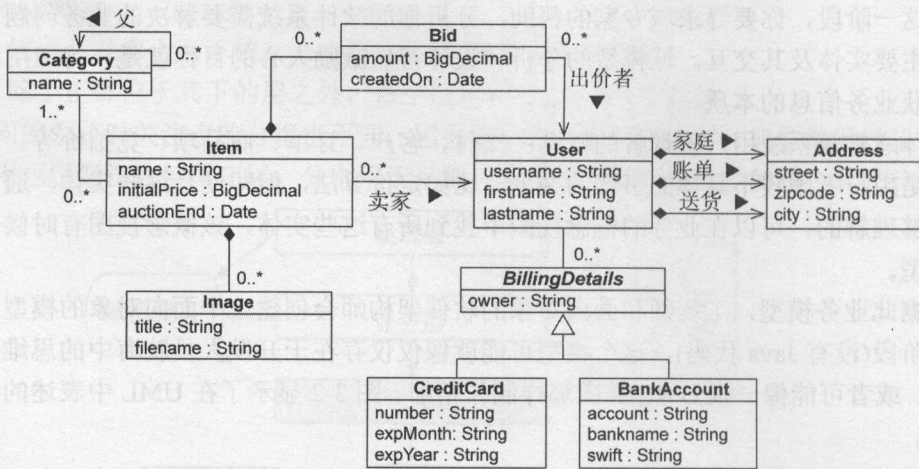 ◀ 父
0..*
Category
name : String
1..*
0..*
0..*
Bid
amount : BigDecimal
createdOn : Date
0..*
出价者
▼
Item
name : String
initialPrice : BigDecimal
auctionEnd : Date
0..*
卖家 ▶
User
username : String
firstname : String
lastname : String
家庭 ▶
账单 ▶
送货 ▶
Address
street : String
zipcode : String
city : String
0..*
Image
title : String
filename : String
0..*
BillingDetails
owner : String
CreditCard
number : String
expMonth: String
expYear : String
BankAccount
account : String
bankname : String
swift : String